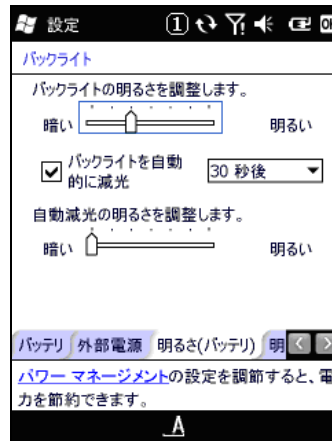 設定 1 OK
バックライト
バックライトの明るさを調整します。
暗い 明るい
バックライトを自動
的に減光 30 秒後
自動減光の明るさを調整します。
暗い 明るい
バッテリ 外部電源 明るさ(バッテリ) 明
パワー マネージメントの設定を調節すると、電
力を節約できます。
A